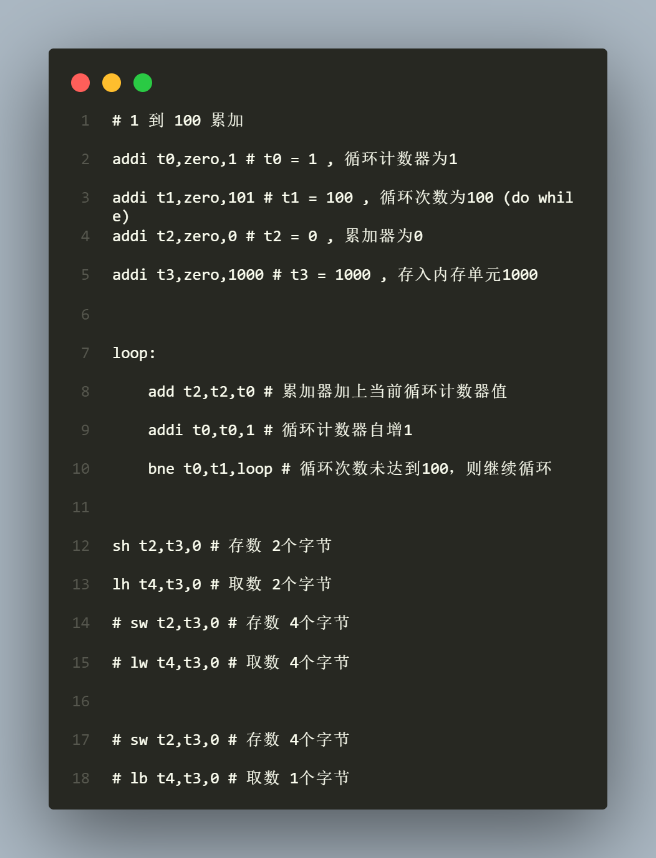 1 # 1 到 100 累加
2 addi t0,zero,1 # t0 = 1 , 循环计数器为1
3 addi t1,zero,101 # t1 = 100 , 循环次数为100 (do whil
e)
4 addi t2,zero,0 # t2 = 0 , 累加器为0
5 addi t3,zero,1000 # t3 = 1000 , 存入内存单元1000
6
7 loop:
8     add t2,t2,t0 # 累加器加上当前循环计数器值
9     addi t0,t0,1 # 循环计数器自增1
10     bne t0,t1,loop # 循环次数未达到100，则继续循环
11
12 sh t2,t3,0 # 存数 2个字节
13 lh t4,t3,0 # 取数 2个字节
14 # sw t2,t3,0 # 存数 4个字节
15 # lw t4,t3,0 # 取数 4个字节
16
17 # sw t2,t3,0 # 存数 4个字节
18 # lb t4,t3,0 # 取数 1个字节